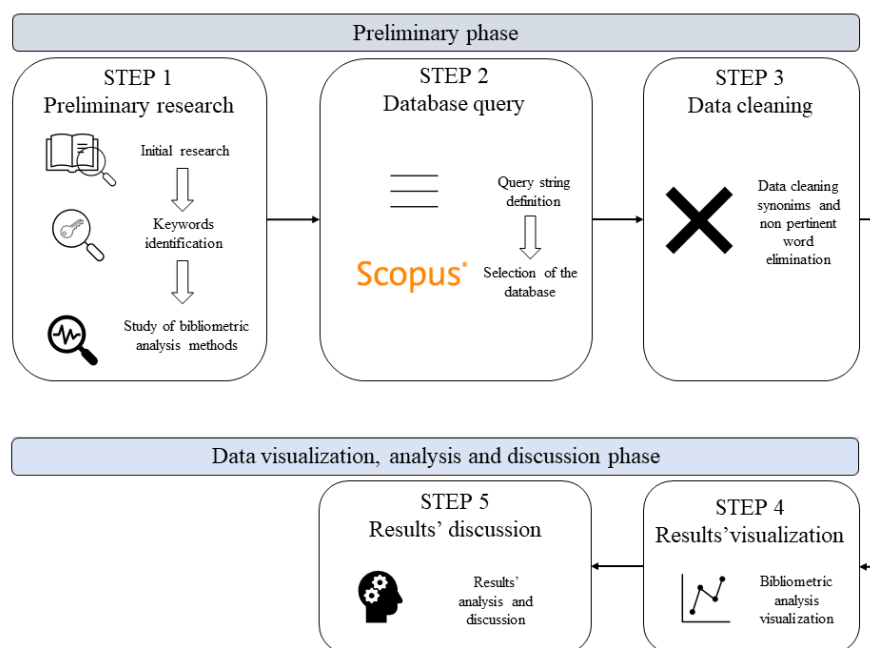 Preliminary phase
STEP 1
Preliminary research
Initial research
Keywords
identification
Study of bibliometric
analysis methods
STEP 2
Database query
Query string
definition
Scopus®
Selection of the
database
STEP 3
Data cleaning
Data cleaning
synonims and
non pertinent
word
elimination
Data visualization, analysis and discussion phase
STEP 5
Results' discussion
Results'
analysis and
discussion
STEP 4
Results'visualization
Bibliometric
analysis
visualization